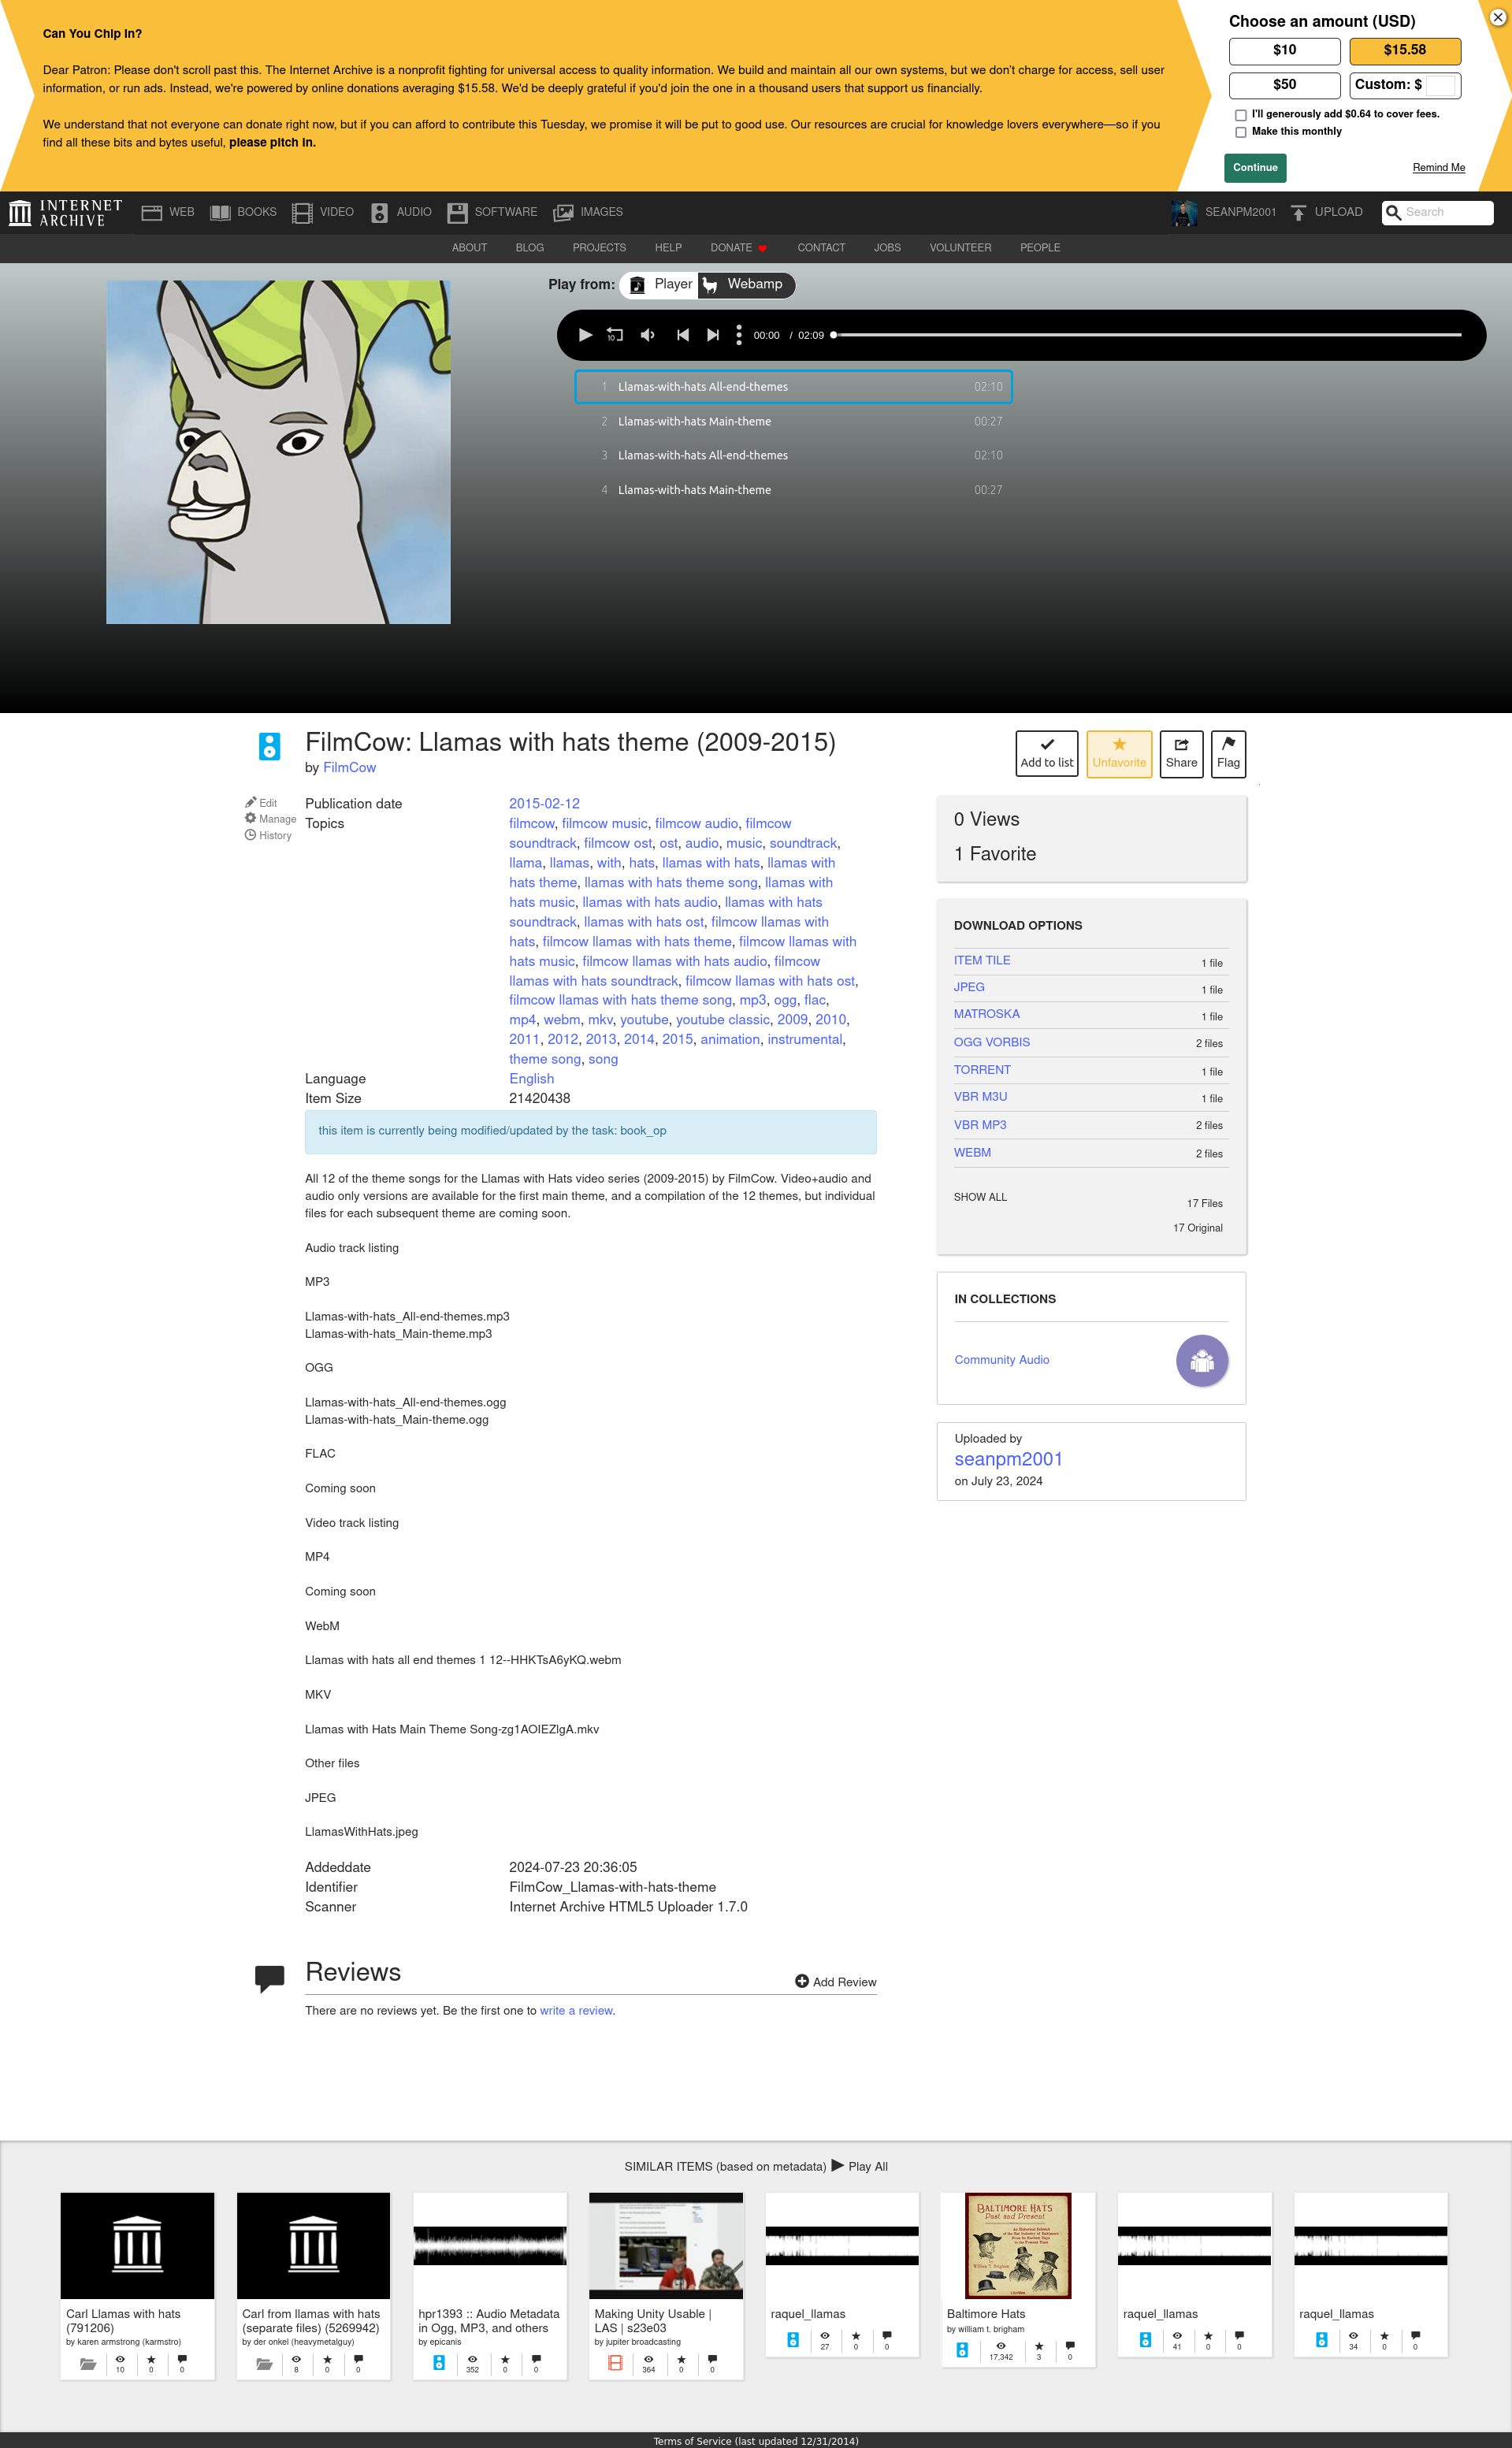 Can You Chip In?
Dear Patron: Please don't scroll past this. The Internet Archive is a nonprofit fighting for universal access to quality information. We build and maintain all our own systems, but we don't charge for access, sell user
information, or run ads. Instead, we're powered by online donations averaging $15.58. We'd be deeply grateful if you'd join the one in a thousand users that support us financially.
We understand that not everyone can donate right now, but if you can afford to contribute this Tuesday, we promise it will be put to good use. Our resources are crucial for knowledge lovers everywhere—so if you
find all these bits and bytes useful, please pitch in.
Choose an amount (USD)
$10 $15.58
$50 Custom: $
I'll generously add $0.64 to cover fees.
Make this monthly
Continue Remind Me
INTERNET ARCHIVE WEB BOOKS VIDEO AUDIO SOFTWARE IMAGES SEANPM2001 UPLOAD Search
ABOUT BLOG PROJECTS HELP DONATE CONTACT JOBS VOLUNTEER PEOPLE
Play from: Player Webamp
10 00:00 / 02:09
1 Llamas-with-hats All-end-themes 02:10
2 Llamas-with-hats Main-theme 00:27
3 Llamas-with-hats All-end-themes 02:10
4 Llamas-with-hats Main-theme 00:27
FilmCow: Llamas with hats theme (2009-2015)
by FilmCow
Add to list Unfavorite Share Flag
Edit
Manage
History
Publication date 2015-02-12
Topics filmcow, filmcow music, filmcow audio, filmcow
soundtrack, filmcow ost, ost, audio, music, soundtrack,
llama, llamas, with, hats, llamas with hats, llamas with
hats theme, llamas with hats theme song, llamas with
hats music, llamas with hats audio, llamas with hats
soundtrack, llamas with hats ost, filmcow llamas with
hats, filmcow llamas with hats theme, filmcow llamas with
hats music, filmcow llamas with hats audio, filmcow
llamas with hats soundtrack, filmcow llamas with hats ost,
filmcow llamas with hats theme song, mp3, ogg, flac,
mp4, webm, mkv, youtube, youtube classic, 2009, 2010,
2011, 2012, 2013, 2014, 2015, animation, instrumental,
theme song, song
Language English
Item Size 21420438
this item is currently being modified/updated by the task: book_op
All 12 of the theme songs for the Llamas with Hats video series (2009-2015) by FilmCow. Video+audio and
audio only versions are available for the first main theme, and a compilation of the 12 themes, but individual
files for each subsequent theme are coming soon.
Audio track listing
MP3
Llamas-with-hats_All-end-themes.mp3
Llamas-with-hats_Main-theme.mp3
OGG
Llamas-with-hats_All-end-themes.ogg
Llamas-with-hats_Main-theme.ogg
FLAC
Coming soon
Video track listing
MP4
Coming soon
WebM
Llamas with hats all end themes 1 12--HHKTsA6yKQ.webm
MKV
Llamas with Hats Main Theme Song-zg1AOIEZlgA.mkv
Other files
JPEG
LlamasWithHats.jpeg
Addeddate 2024-07-23 20:36:05
Identifier FilmCow_Llamas-with-hats-theme
Scanner Internet Archive HTML5 Uploader 1.7.0
0 Views
1 Favorite
DOWNLOAD OPTIONS
ITEM TILE 1 file
JPEG 1 file
MATROSKA 1 file
OGG VORBIS 2 files
TORRENT 1 file
VBR M3U 1 file
VBR MP3 2 files
WEBM 2 files
SHOW ALL 17 Files
17 Original
IN COLLECTIONS
Community Audio
Uploaded by
seanpm2001
on July 23, 2024
Reviews
Add Review
There are no reviews yet. Be the first one to write a review.
SIMILAR ITEMS (based on metadata) Play All
Carl Llamas with hats
(791206)
by karen armstrong (karmstro)
10 0 0
Carl from llamas with hats
(separate files) (5269942)
by der onkel (heavymetalguy)
8 0 0
hpr1393 :: Audio Metadata
in Ogg, MP3, and others
by epicanis
352 0 0
Making Unity Usable |
LAS | s23e03
by jupiter broadcasting
364 0 0
raquel_llamas
27 0 0
BALTIMORE HATS
Past and Present
Baltimore Hats
by william t. brigham
17,342 3 0
raquel_llamas
41 0 0
raquel_llamas
34 0 0
Terms of Service (last updated 12/31/2014)